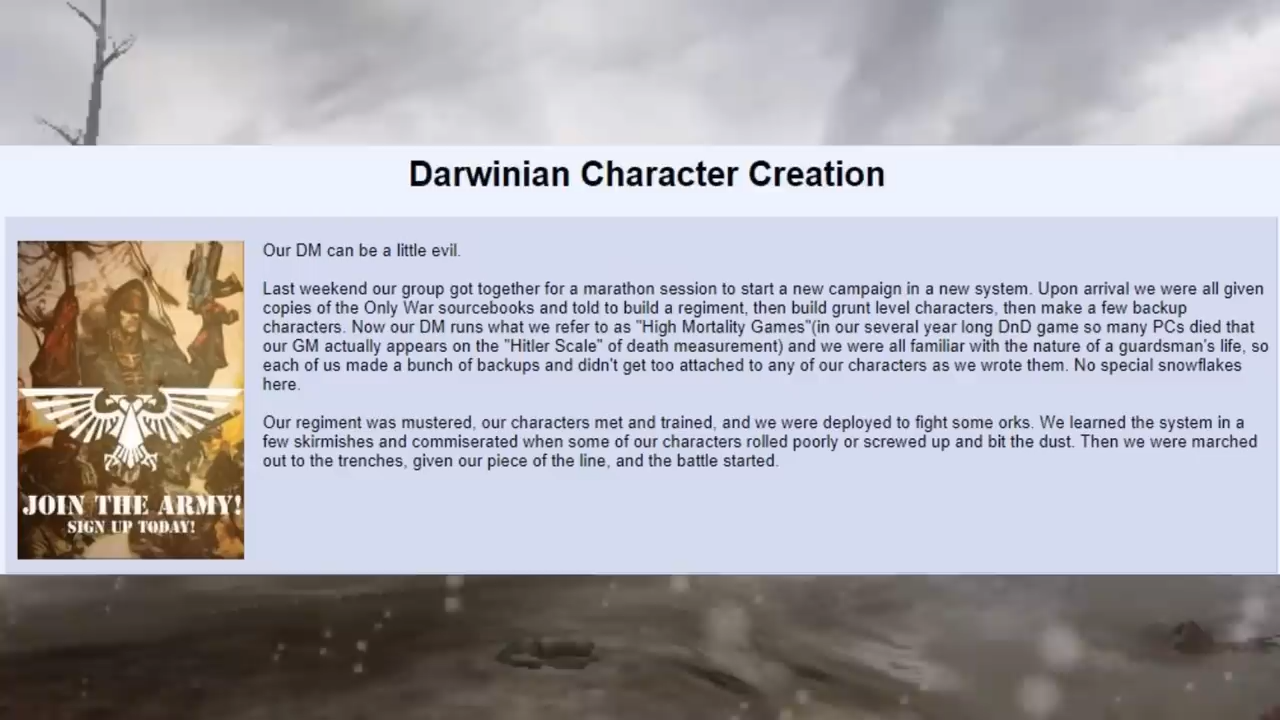 Darwinian Character Creation
Our DM can be a little evil.
Last weekend our group got together for a marathon session to start a new campaign in a new system. Upon arrival we were all given
copies of the Only War sourcebooks and told to build a regiment, then build grunt level characters, then make a few backup
characters. Now our DM runs what we refer to as "High Mortality Games"(in our several year long DnD game so many PCs died that
our GM actually appears on the "Hitler Scale" of death measurement) and we were all familiar with the nature of a guardsman's life, so
each of us made a bunch of backups and didn't get too attached to any of our characters as we wrote them. No special snowflakes
here.
Our regiment was mustered, our characters met and trained, and we were deployed to fight some orks. We learned the system in a
few skirmishes and commiserated when some of our characters rolled poorly or screwed up and bit the dust. Then we were marched
out to the trenches, given our piece of the line, and the battle started.
JOIN THE ARMY!
SIGN UP TODAY!